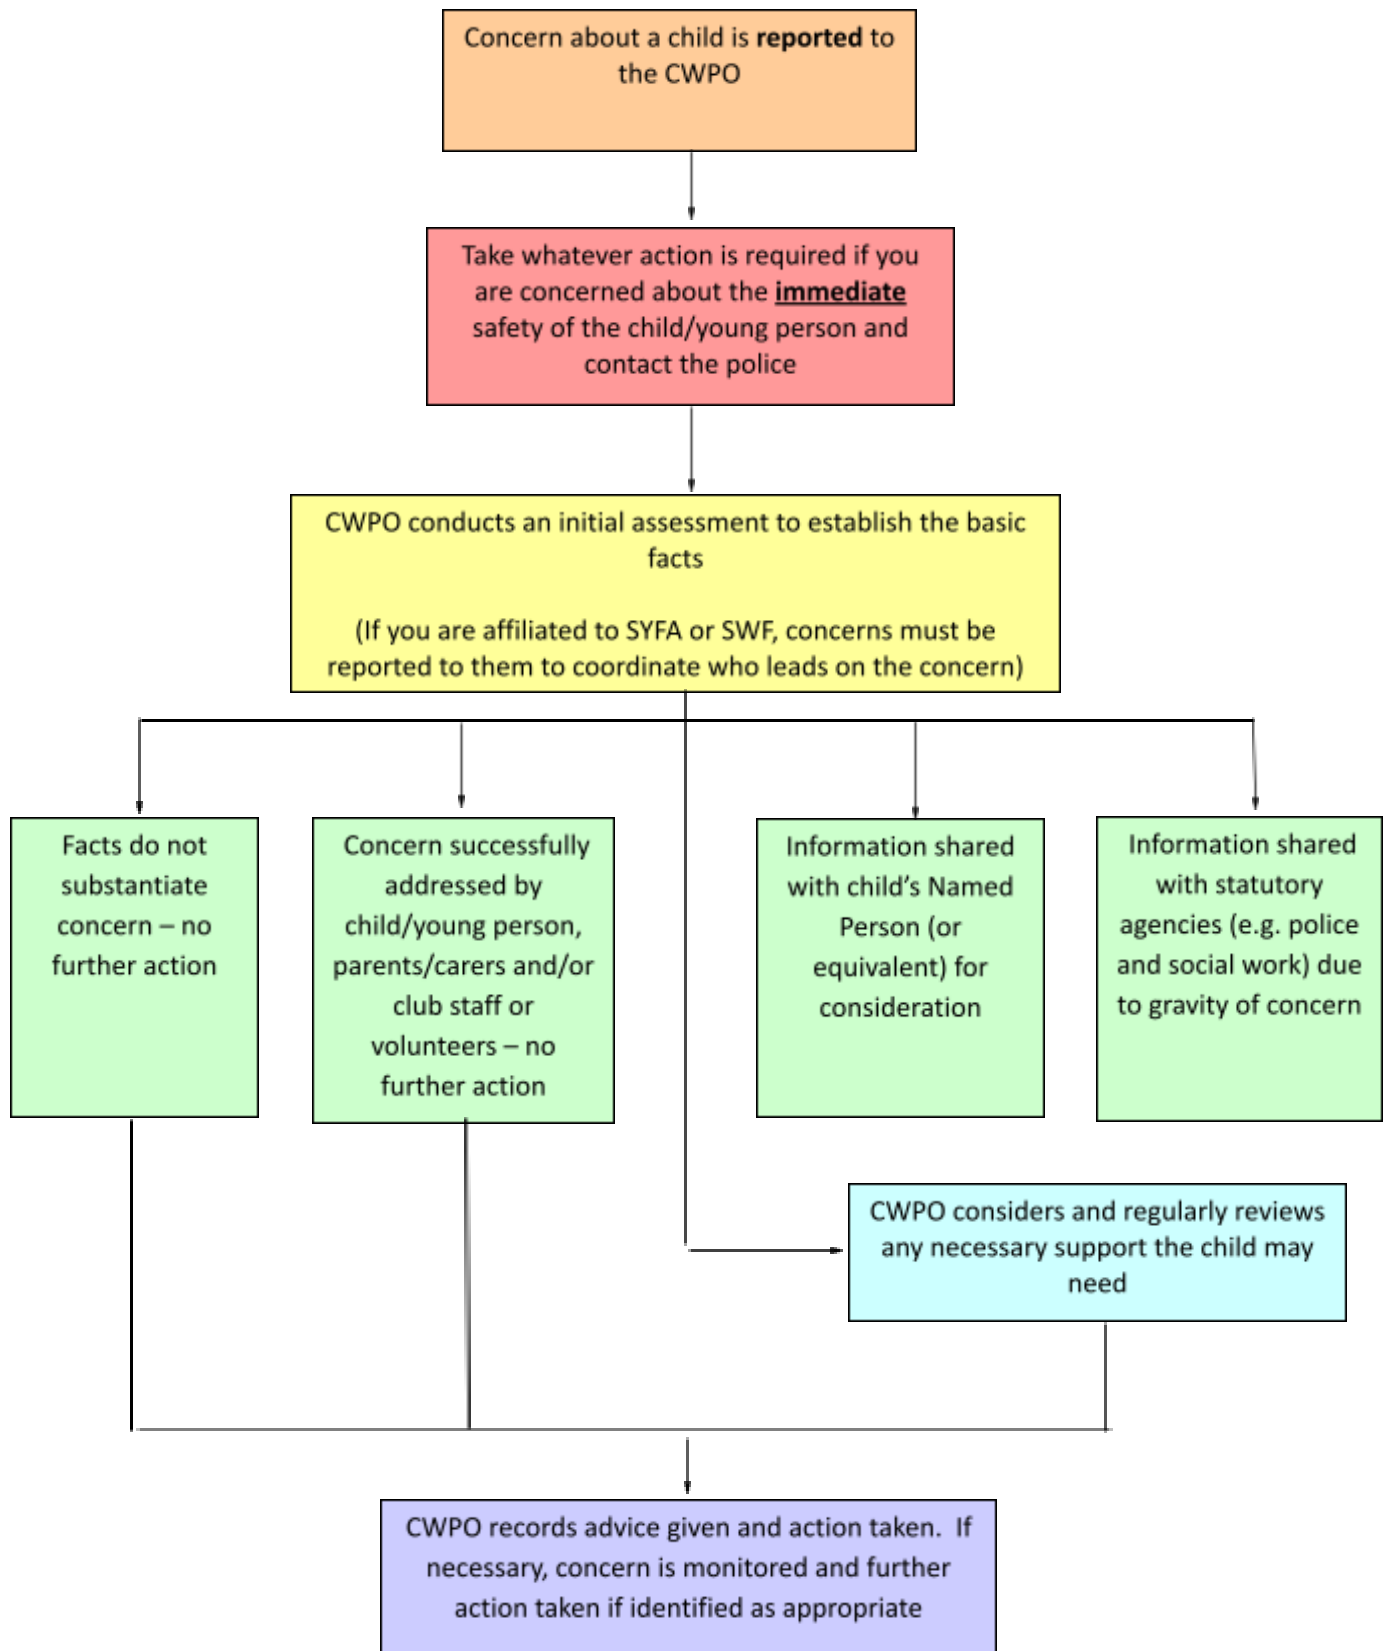 Concern about a child is reported to
the CWPO
Take whatever action is required if you
are concerned about the immediate
safety of the child/young person and
contact the police
CWPO conducts an initial assessment to establish the basic
facts
(If you are affiliated to SYFA or SWF, concerns must be
reported to them to coordinate who leads on the concern)
Facts do not
substantiate
concern – no
further action
Concern successfully
addressed by
child/young person,
parents/carers and/or
club staff or
volunteers – no
further action
Information shared
with child’s Named
Person (or
equivalent) for
consideration
Information shared
with statutory
agencies (e.g. police
and social work) due
to gravity of concern
CWPO considers and regularly reviews
any necessary support the child may
need
CWPO records advice given and action taken.  If
necessary, concern is monitored and further
action taken if identified as appropriate